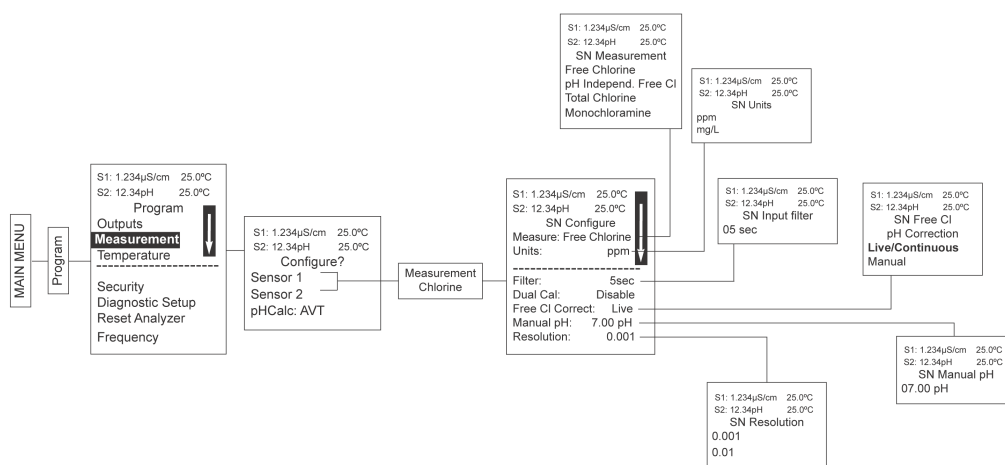 MAIN MENU
Program
S1: 1.234µS/cm 25.0ºC
S2: 12.34pH 25.0ºC
Program
Outputs
Measurement
Temperature
Security
Diagnostic Setup
Reset Analyzer
Frequency
S1: 1.234µS/cm 25.0ºC
S2: 12.34pH 25.0ºC
Configure?
Sensor 1
Sensor 2
pHCalc: AVT
Measurement
Chlorine
S1: 1.234µS/cm 25.0ºC
S2: 12.34pH 25.0ºC
SN Configure
Measure: Free Chlorine
Units: ppm
Filter: 5sec
Dual Cal: Disable
Free Cl Correct: Live
Manual pH: 7.00 pH
Resolution: 0.001
S1: 1.234µS/cm 25.0ºC
S2: 12.34pH 25.0ºC
SN Measurement
Free Chlorine
pH Independ. Free Cl
Total Chlorine
Monochloramine
S1: 1.234µS/cm 25.0ºC
S2: 12.34pH 25.0ºC
SN Units
ppm
mg/L
S1: 1.234µS/cm 25.0ºC
S2: 12.34pH 25.0ºC
SN Input filter
05 sec
S1: 1.234µS/cm 25.0ºC
S2: 12.34pH 25.0ºC
SN Free Cl
pH Correction
Live/Continuous
Manual
S1: 1.234µS/cm 25.0ºC
S2: 12.34pH 25.0ºC
SN Manual pH
07.00 pH
S1: 1.234µS/cm 25.0ºC
S2: 12.34pH 25.0ºC
SN Resolution
0.001
0.01